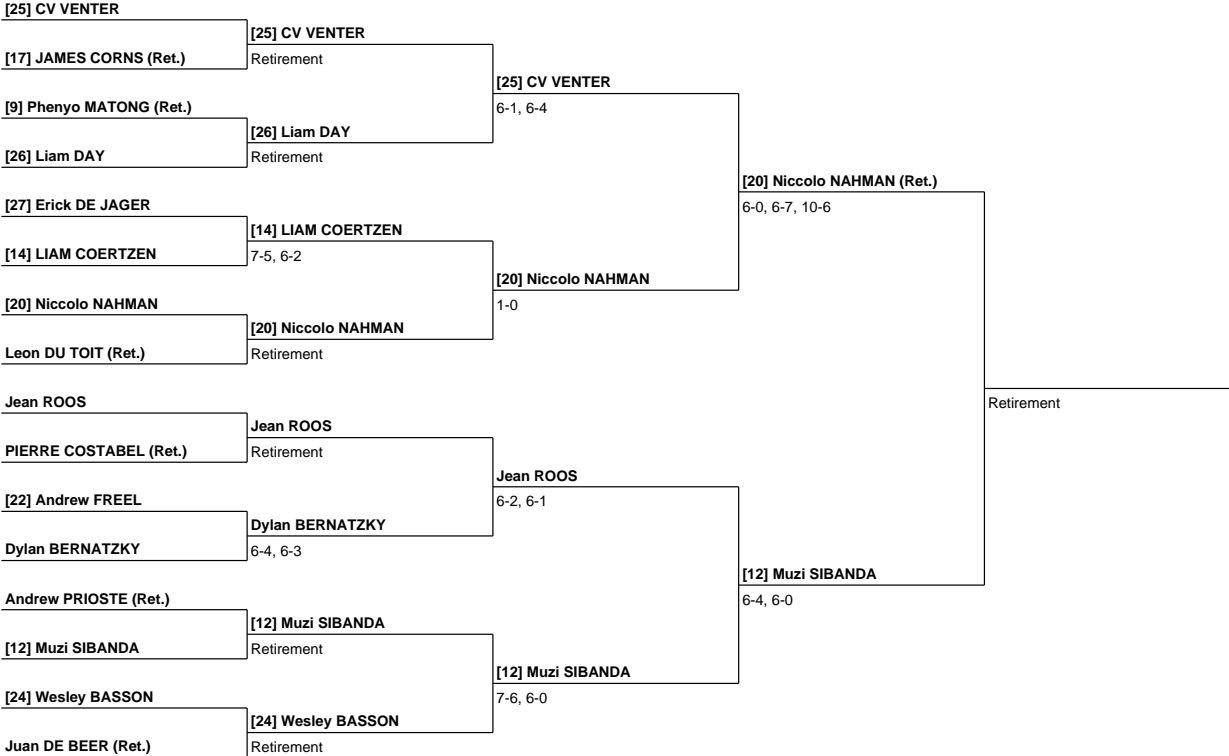 [25] CV VENTER
[25] CV VENTER
[17] JAMES CORNS (Ret.)
Retirement
[25] CV VENTER
[9] Phenyo MATONG (Ret.)
6-1, 6-4
[26] Liam DAY
[26] Liam DAY
Retirement
[20] Niccolo NAHMAN (Ret.)
[27] Erick DE JAGER
6-0, 6-7, 10-6
[14] LIAM COERTZEN
[14] LIAM COERTZEN
7-5, 6-2
[20] Niccolo NAHMAN
[20] Niccolo NAHMAN
1-0
[20] Niccolo NAHMAN
Leon DU TOIT (Ret.)
Retirement
Jean ROOS
Retirement
Jean ROOS
PIERRE COSTABEL (Ret.)
Retirement
Jean ROOS
[22] Andrew FREEL
6-2, 6-1
Dylan BERNATZKY
Dylan BERNATZKY
6-4, 6-3
[12] Muzi SIBANDA
Andrew PRIOSTE (Ret.)
6-4, 6-0
[12] Muzi SIBANDA
[12] Muzi SIBANDA
Retirement
[12] Muzi SIBANDA
[24] Wesley BASSON
7-6, 6-0
[24] Wesley BASSON
Juan DE BEER (Ret.)
Retirement